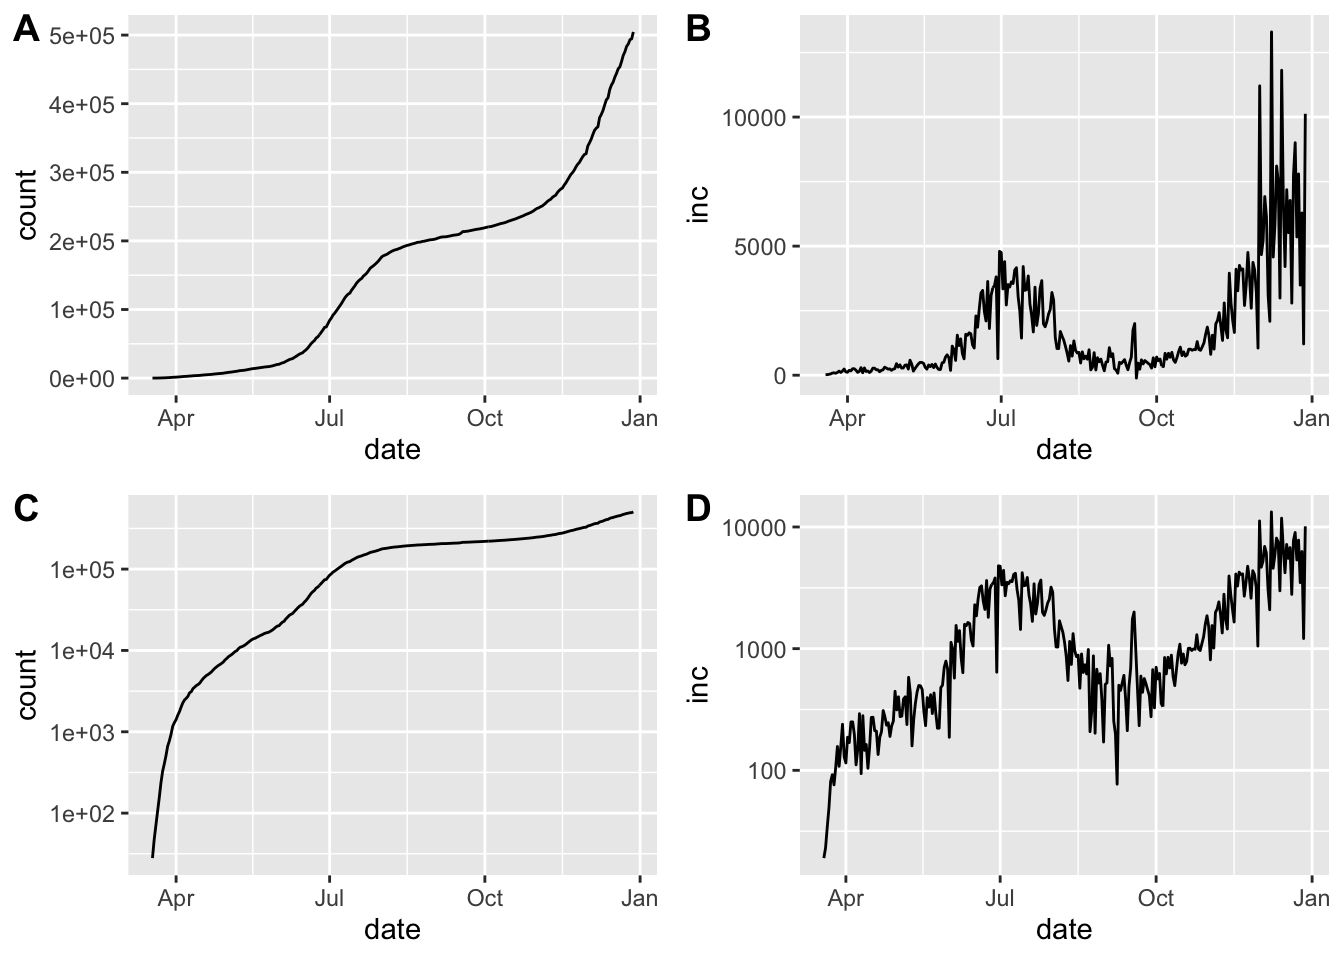 A
5e+05
4e+05
3e+05
2e+05
1e+05
0e+00
count
Apr Jul Oct Jan
date
B
10000
5000
0
inc
Apr Jul Oct Jan
date
C
1e+05
1e+04
1e+03
1e+02
count
Apr Jul Oct Jan
date
D
10000
1000
100
inc
Apr Jul Oct Jan
date